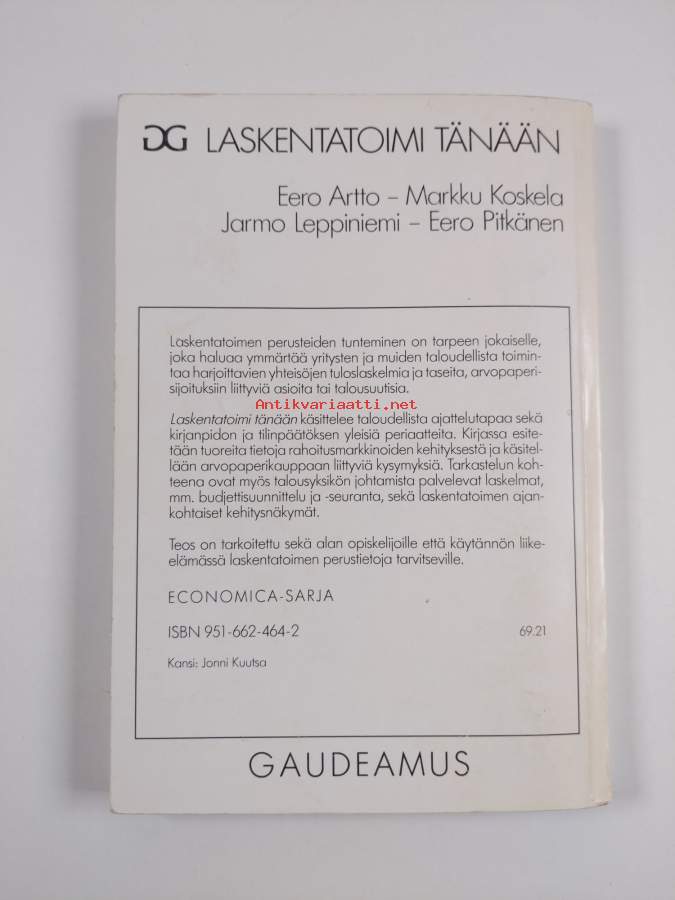 GG LASKENTATOIMI TÄNÄÄN
Eero Artto – Markku Koskela
Jarmo Leppiniemi – Eero Pitkänen
Laskentatoimen perusteiden tunteminen on tarpeen jokaiselle,
joka haluaa ymmärtää yritysten ja muiden taloudellista toimin-
taa harjoittavien yhteisöjen tuloslaskelmia ja taseita, arvopaperi-
sijoituksiin liittyviä asioita tai talousuutisia.
Antikvariaatti.net
Laskentatoimi tänään käsittelee taloudellista ajattelutapaa sekä
kirjanpidon ja tilinpäätöksen yleisiä periaatteita. Kirjassa esite-
tään tuoreita tietoja rahoitusmarkkinoiden kehityksestä ja käsitel-
lään arvopaperikauppaan liittyviä kysymyksiä. Tarkastelun koh-
teena ovat myös talousyksikön johtamista palvelevat laskelmat,
mm. budjettisuunnittelu ja -seuranta, sekä laskentatoimen ajan-
kohtaiset kehitysnäkymät.
Teos on tarkoitettu sekä alan opiskelijoille että käytännön liike-
elämässä laskentatoimen perustietoja tarvitseville.
ECONOMICA-SARJA
ISBN 951-662-464-2 69.21
Kansi: Jonni Kuutsa
GAUDEAMUS